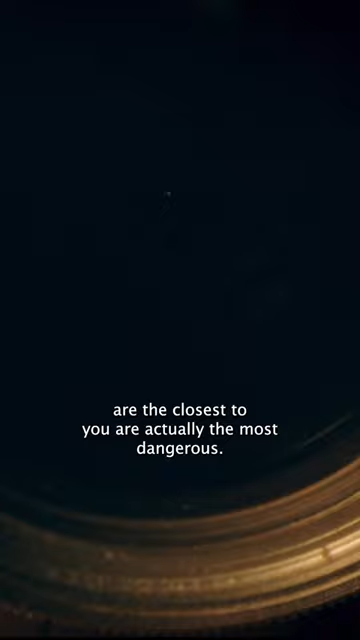 are the closest to
you are actually the most
dangerous.